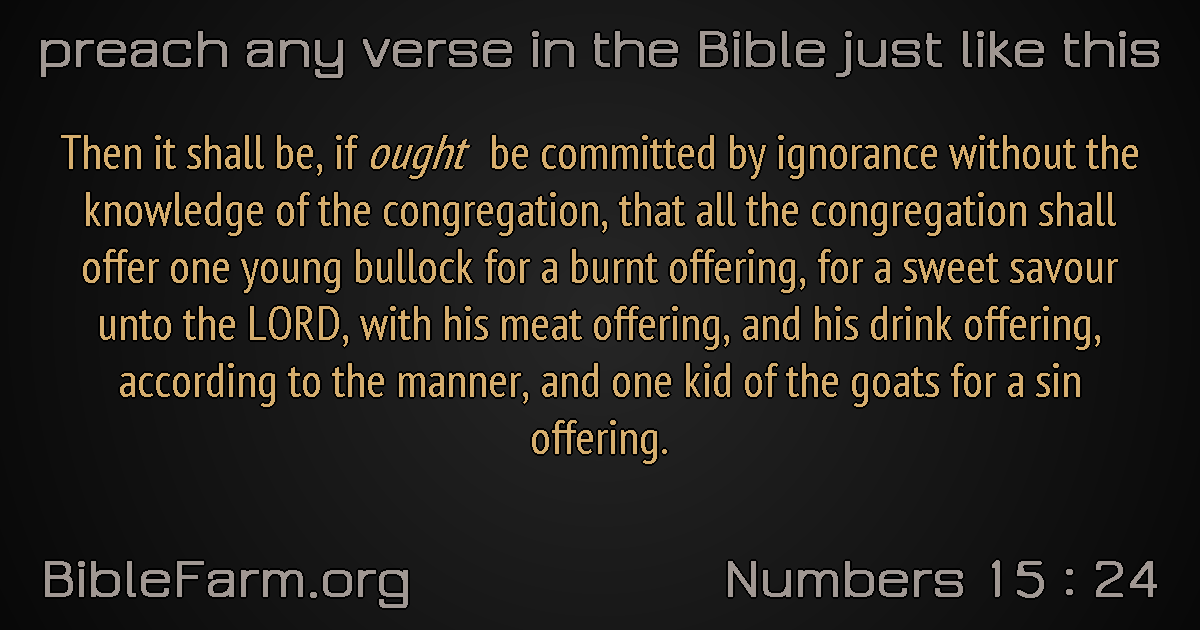 preach any verse in the Bible just like this
Then it shall be, if ought be committed by ignorance without the
knowledge of the congregation, that all the congregation shall
offer one young bullock for a burnt offering, for a sweet savour
unto the LORD, with his meat offering, and his drink offering,
according to the manner, and one kid of the goats for a sin
offering.
BibleFarm.org
Numbers 15 : 24